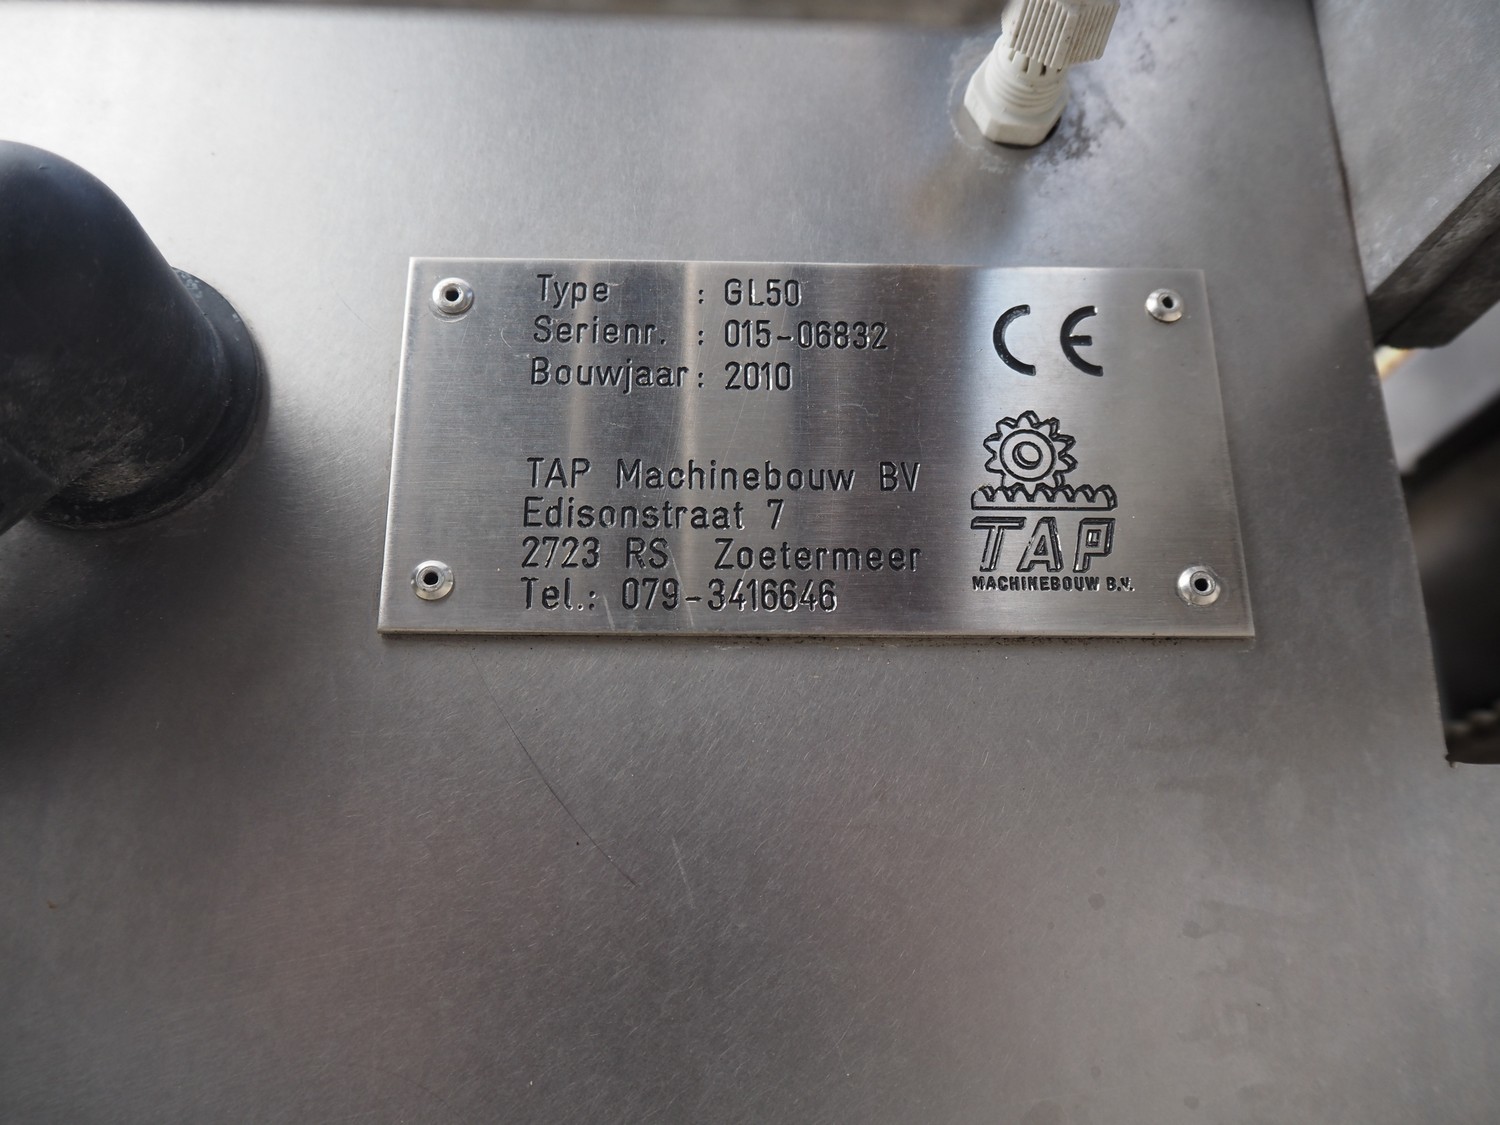 Type : GL50
Serienr. : 015-06832
Bouwjaar : 2010
CE
TAP Machinebouw BV
Edisonstraat 7
2723 RS Zoetermeer
Tel.: 079-3416646
TAP
MACHINEBOUW B.V.